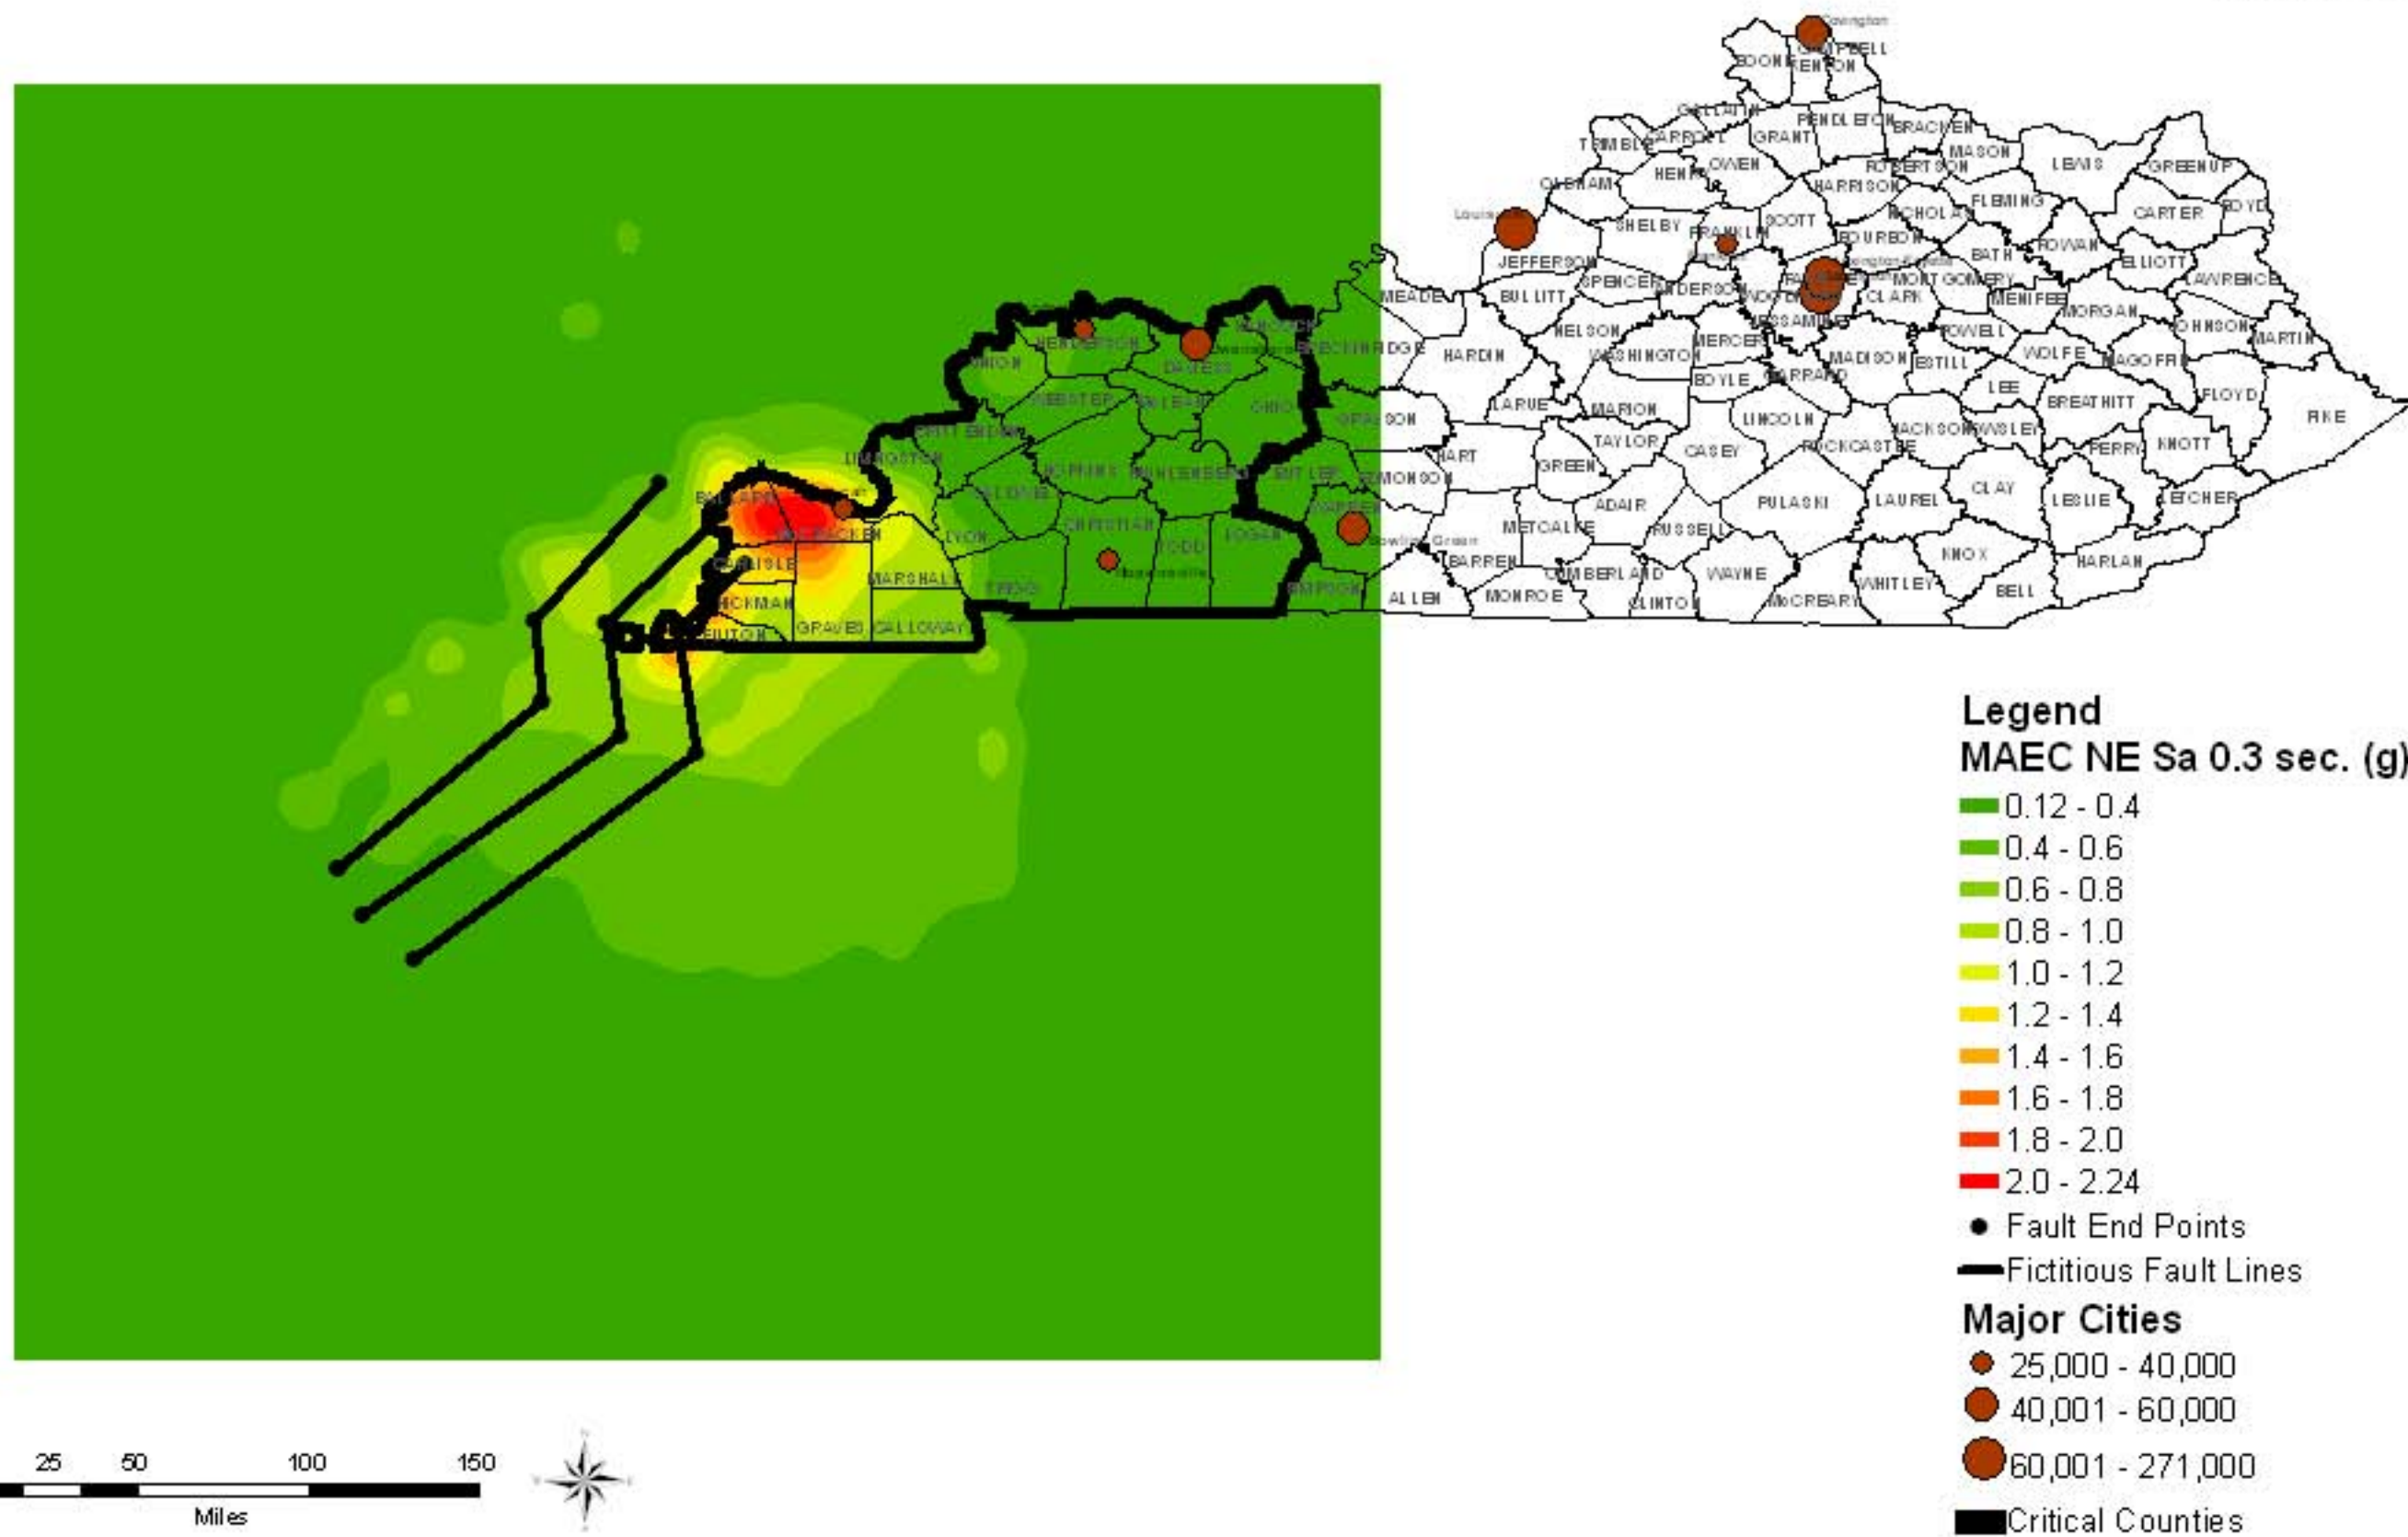 Covington
CAMPBELL
BOONE
KENTON
GALLATIN
PENDLETON
BRACKEN
CARROLL
GRANT
TRIMBLE
MASON
OWEN
ROBERTSON
LEWIS
GREENUP
HENRY
OLDHAM
HARRISON
FLEMING
NICHOLAS
CARTER
BOYD
SCOTT
SHELBY
FRANKLIN
BOURBON
BATH
ROWAN
JEFFERSON
ELLIOTT
LAWRENCE
SPENCER
ANDERSON
MONTGOMERY
MEADE
BULLITT
CLARK
MENIFEE
MORGAN
JESSAMINE
JOHNSON
HANCOCK
NELSON
POWELL
MARTIN
HENDERSON
MERCER
BRECKINRIDGE
HARDIN
WASHINGTON
MADISON
ESTILL
WOLFE
MAGOFFIN
UNION
DAVIESS
BOYLE
GARRARD
LEE
FLOYD
WEBSTER
MCLEAN
OHIO
LARUE
MARION
BREATHITT
PIKE
GRAYSON
LINCOLN
CRITTENDEN
JACKSON
OWSLEY
TAYLOR
CASEY
ROCKCASTLE
PERRY
KNOTT
LIVINGSTON
HART
GREEN
HOPKINS
MUHLENBERG
BUTLER
EDMONSON
CLAY
BALLARD
CALDWELL
ADAIR
PULASKI
LAUREL
LESLIE
LETCHER
WARREN
CHRISTIAN
METCALFE
RUSSELL
MCCRACKEN
LYON
TODD
LOGAN
Bowling Green
KNOX
CARLISLE
BARREN
HARLAN
MARSHALL
Hopkinsville
CUMBERLAND
WAYNE
WHITLEY
TRIGG
SIMPSON
ALLEN
MONROE
CLINTON
McCREARY
BELL
HICKMAN
FULTON
GRAVES
CALLOWAY
Legend
MAEC NE Sa 0.3 sec. (g)
0.12 - 0.4
0.4 - 0.6
0.6 - 0.8
0.8 - 1.0
1.0 - 1.2
1.2 - 1.4
1.4 - 1.6
1.6 - 1.8
1.8 - 2.0
2.0 - 2.24
Fault End Points
Fictitious Fault Lines
Major Cities
25,000 - 40,000
40,001 - 60,000
60,001 - 271,000
Critical Counties
25 50 100 150
Miles